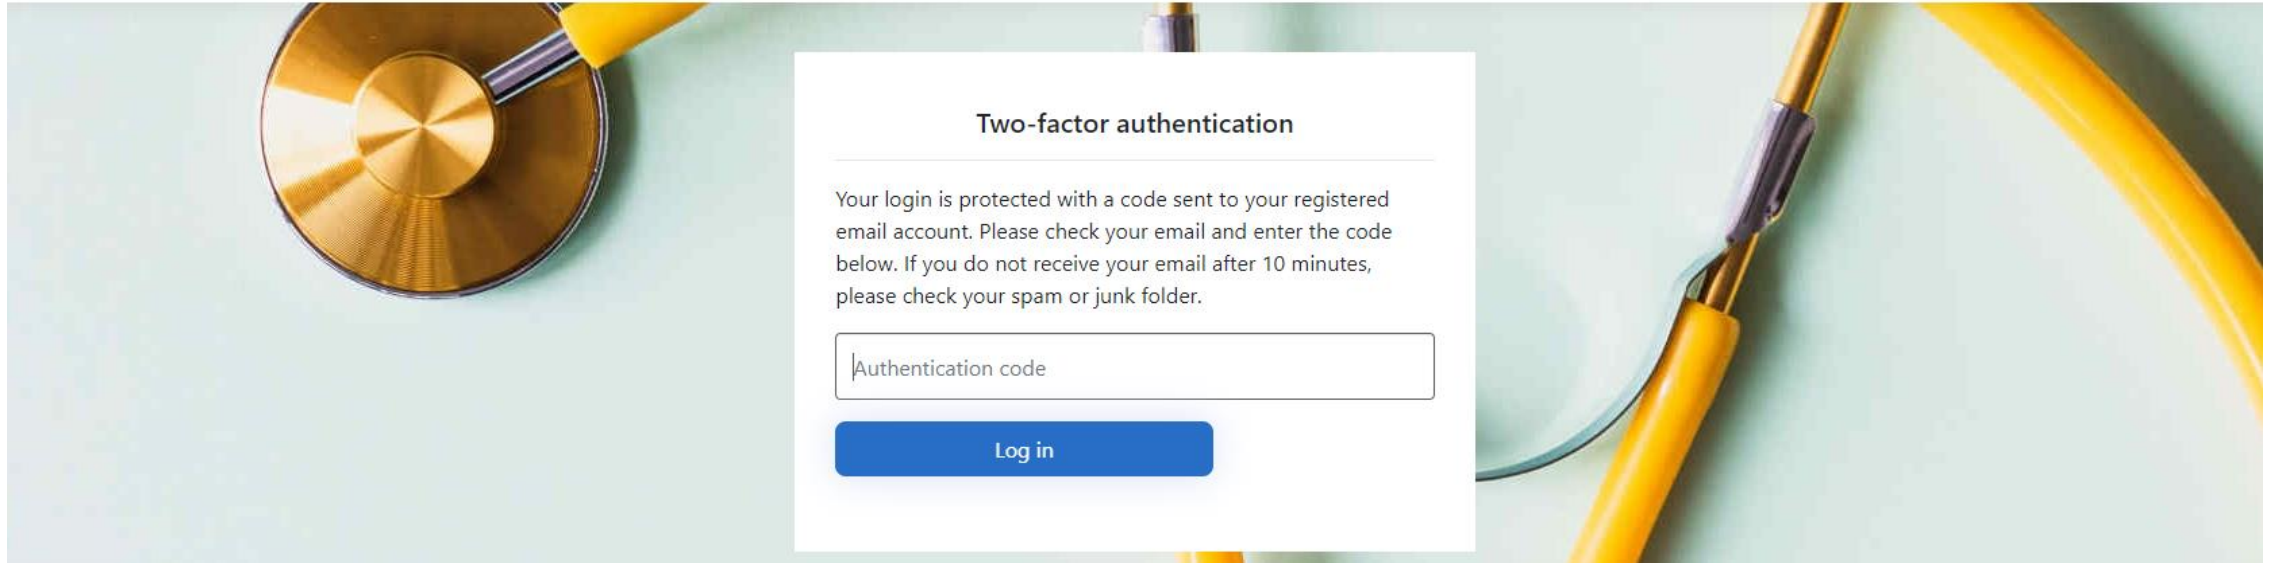 Two-factor authentication
Your login is protected with a code sent to your registered
email account. Please check your email and enter the code
below. If you do not receive your email after 10 minutes,
please check your spam or junk folder.
Authentication code
Log in